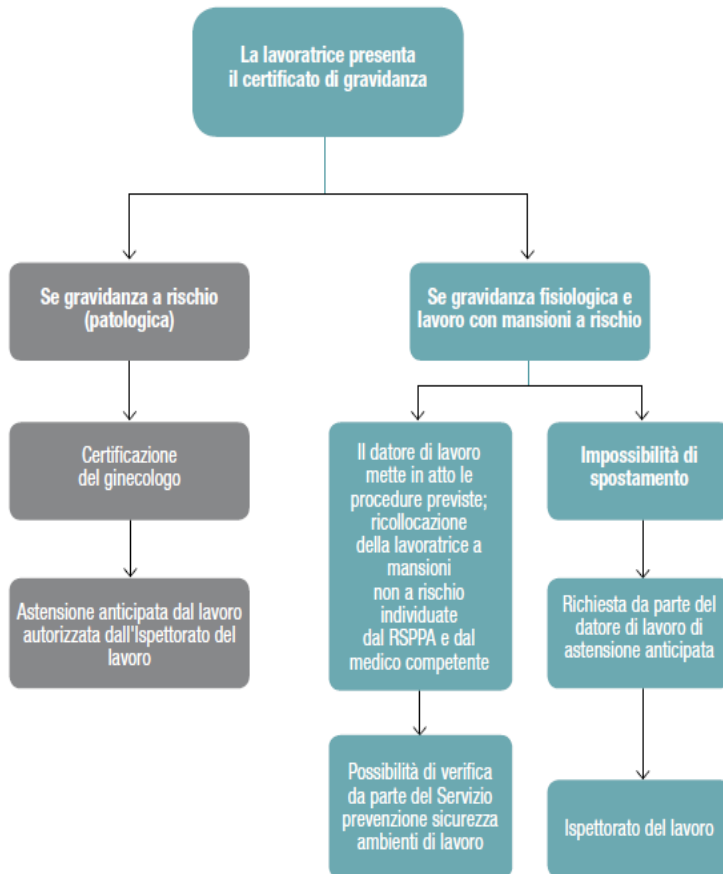 La lavoratrice presenta
il certificato di gravidanza
Se gravidanza a rischio
(patologica)
Se gravidanza fisiologica e
lavoro con mansioni a rischio
Certificazione
del ginecologo
Il datore di lavoro
mette in atto le
procedure previste;
ricollocazione
della lavoratrice a
mansioni
non a rischio
individuate
dal RSPPA e dal
medico competente
Impossibilità di
spostamento
Astensione anticipata dal lavoro
autorizzata dall'Ispettorato del
lavoro
Richiesta da parte del
datore di lavoro di
astensione anticipata
Possibilità di verifica
da parte del Servizio
prevenzione sicurezza
ambienti di lavoro
Ispettorato del lavoro